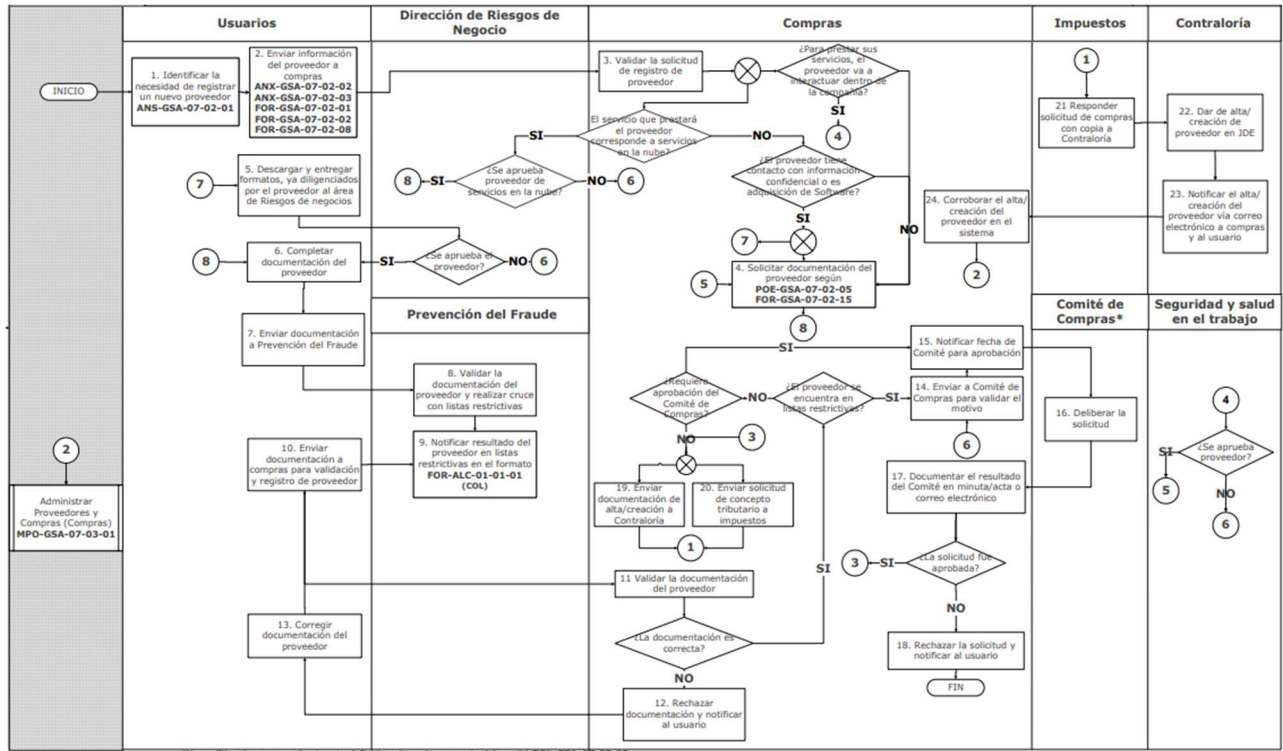 Usuarios
Dirección de Riesgos de
Negocio
Compras
Impuestos
Contraloría
INICIO
1. Identificar la
necesidad de registrar
un nuevo proveedor
ANS-GSA-07-02-01
2. Enviar información
del proveedor a
compras
ANX-GSA-07-02-02
ANX-GSA-07-02-03
FOR-GSA-07-02-01
FOR-GSA-07-02-02
FOR-GSA-07-02-08
3. Validar la solicitud
de registro de
proveedor
¿Para prestar sus
servicios, el
proveedor va a
interactuar dentro de
la compañía?
SI
4
NO
1
21 Responder
solicitud de compras
con copia a
Contraloría
22. Dar de alta/
creación de
proveedor en JDE
23. Notificar el alta/
creación del
proveedor vía correo
electrónico a compras
y al usuario
24. Corroborar el alta/
creación del
proveedor en el
sistema
2
El servicio que prestará
el proveedor
corresponde a servicios
en la nube?
SI
NO
¿Se aprueba
proveedor de
servicios en la nube?
8
SI
NO
6
¿El proveedor tiene
contacto con información
confidencial o es
adquisición de Software?
SI
7
4. Solicitar documentación del
proveedor según
POE-GSA-07-02-05
FOR-GSA-07-02-15
5
8
7
5. Descargar y entregar
formatos, ya diligenciados
por el proveedor al área
de Riesgos de negocios
¿Se aprueba el
proveedor?
SI
NO
6
8
6. Completar
documentación del
proveedor
7. Enviar documentación
a Prevención del Fraude
Prevención del Fraude
8. Validar la
documentación del
proveedor y realizar cruce
con listas restrictivas
9. Notificar resultado del
proveedor en listas
restrictivas en el formato
FOR-ALC-01-01-01
(COL)
10. Enviar
documentación a
compras para validación
y registro de proveedor
2
Administrar
Proveedores y
Compras (Compras)
MPO-GSA-07-03-01
Comité de
Compras*
Seguridad y salud
en el trabajo
¿Requiere
aprobación del
Comité de
Compras?
SI
NO
¿El proveedor se
encuentra en
listas restrictivas?
SI
15. Notificar fecha de
Comité para aprobación
14. Enviar a Comité de
Compras para validar el
motivo
6
16. Deliberar la
solicitud
4
¿Se aprueba
proveedor?
SI
5
NO
6
NO
3
19. Enviar
documentación de
alta/creación a
Contraloría
20. Enviar solicitud
de concepto
tributario a
impuestos
1
17. Documentar el resultado
del Comité en minuta/acta o
correo electrónico
¿La solicitud fue
aprobada?
3
SI
NO
18. Rechazar la solicitud y
notificar al usuario
FIN
11 Validar la documentación
del proveedor
¿La documentación es
correcta?
SI
NO
12. Rechazar
documentación y notificar
al usuario
13. Corregir
documentación del
proveedor